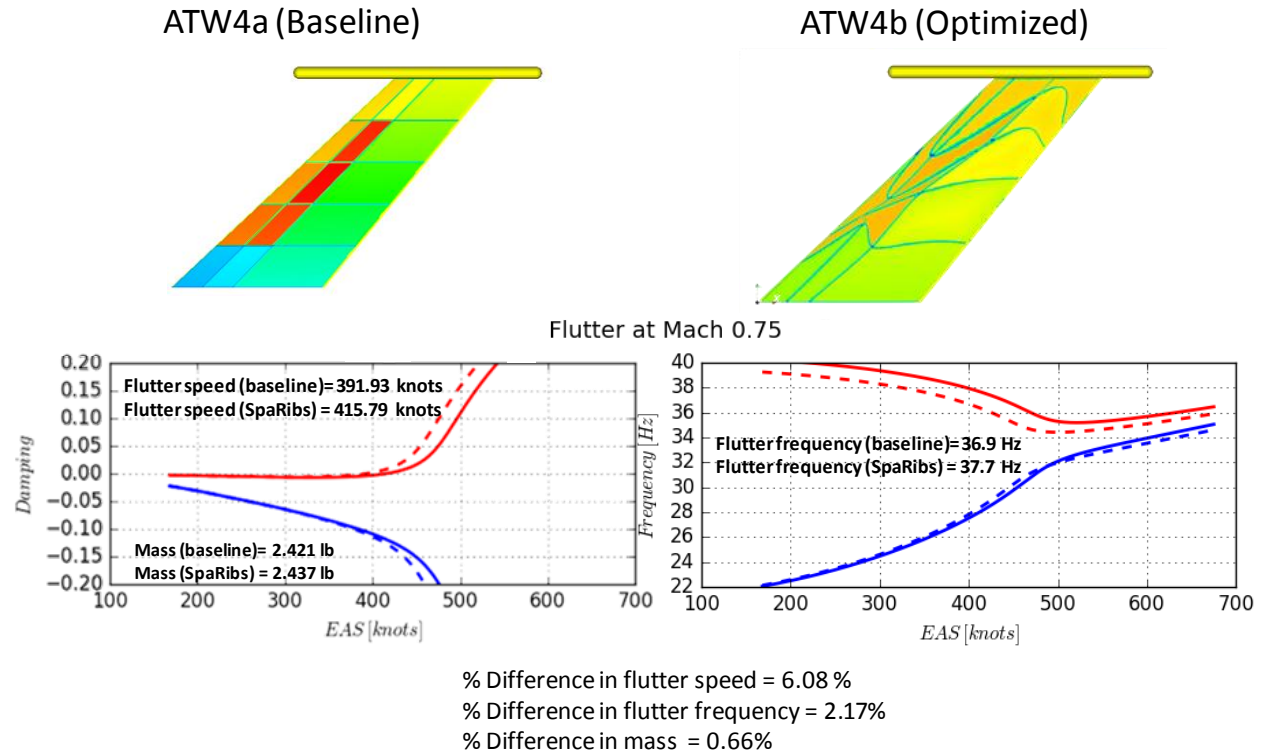 ATW4a (Baseline)
ATW4b (Optimized)
Flutter at Mach 0.75
0.20
0.15
0.10
0.05
0.00
−0.05
−0.10
−0.15
−0.20
Damping
Flutter speed (baseline)= 391.93 knots
Flutter speed (SpaRibs) = 415.79 knots
Mass (baseline)= 2.421 lb
Mass (SpaRibs) = 2.437 lb
100 200 300 400 500 600 700
EAS [knots]
40
38
36
34
32
30
28
26
24
22
Frequency [Hz]
Flutter frequency (baseline)= 36.9 Hz
Flutter frequency (SpaRibs) = 37.7 Hz
100 200 300 400 500 600 700
EAS [knots]
% Difference in flutter speed = 6.08 %
% Difference in flutter frequency = 2.17%
% Difference in mass = 0.66%